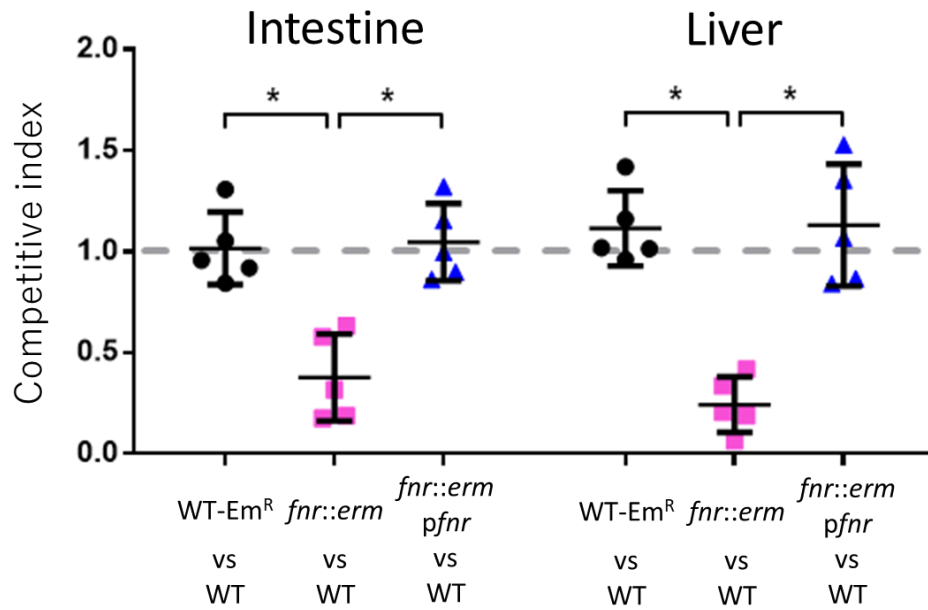 Intestine
Liver
Competitive index
2.0
1.5
1.0
0.5
0.0
*
*
*
*
WT-Emᴿ
vs
WT
fnr::erm
vs
WT
fnr::erm
pfnr
vs
WT
WT-Emᴿ
vs
WT
fnr::erm
vs
WT
fnr::erm
pfnr
vs
WT